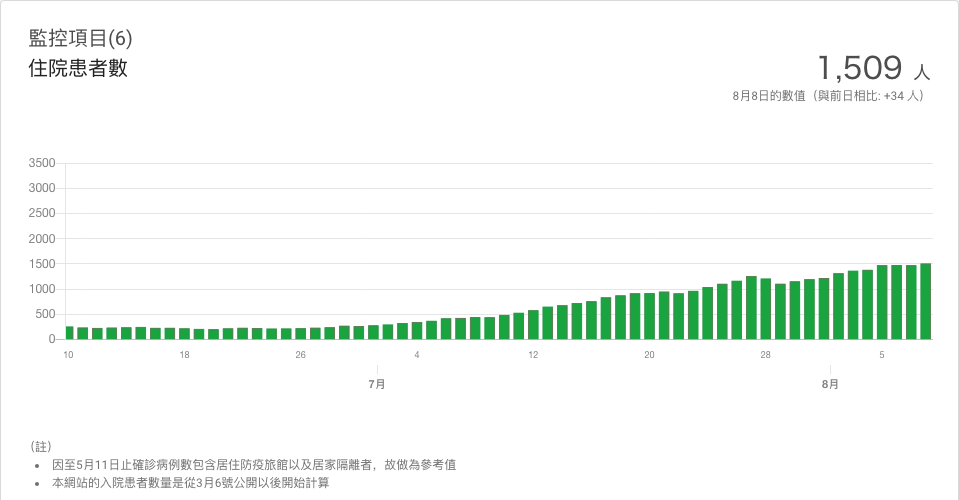 監控項目(6)
住院患者數
1,509 人
8月8日的數值（與前日相比: +34 人）
3500
3000
2500
2000
1500
1000
500
0
10 18 26 4 12 20 28 5
7月 8月
（註）
• 因至5月11日止確診病例數包含居住防疫旅館以及居家隔離者，故做為參考值
• 本網站的入院患者數量是從3月6號公開以後開始計算